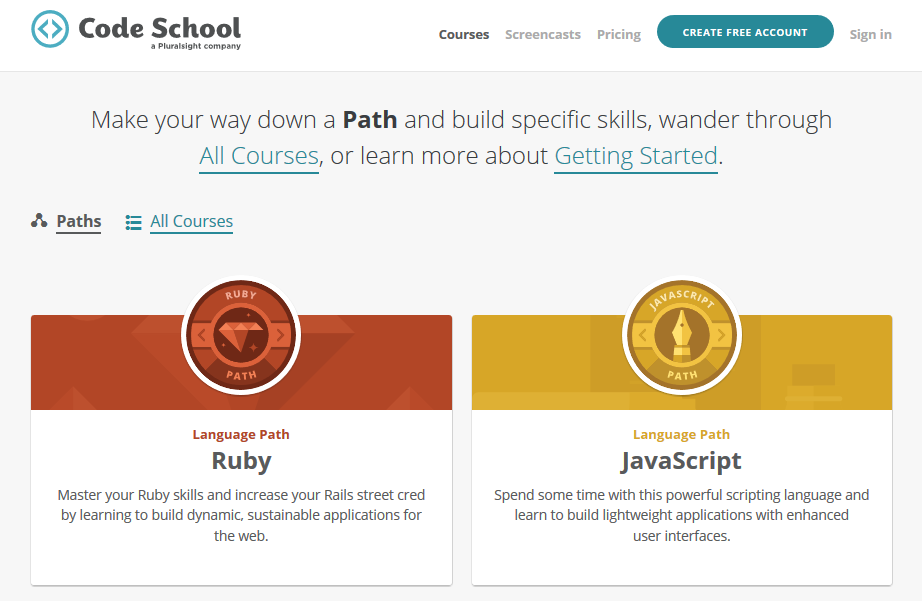 Code School
a Pluralsight company
Courses Screencasts Pricing CREATE FREE ACCOUNT Sign in
Make your way down a Path and build specific skills, wander through
All Courses, or learn more about Getting Started.
Paths All Courses
RUBY
PATH
Language Path
Ruby
Master your Ruby skills and increase your Rails street cred
by learning to build dynamic, sustainable applications for
the web.
JAVASCRIPT
PATH
Language Path
JavaScript
Spend some time with this powerful scripting language and
learn to build lightweight applications with enhanced
user interfaces.